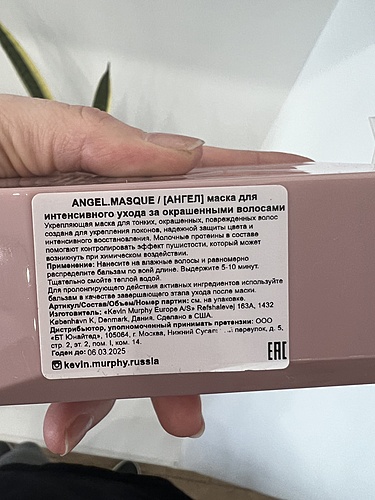 ANGEL.MASQUE / [АНГЕЛ] маска для
интенсивного ухода за окрашенными волосами
Укрепляющая маска для тонких, окрашенных, поврежденных волос
создана для укрепления локонов, надежной защиты цвета и
интенсивного восстановления. Молочные протеины в составе
помогают контролировать эффект пушистости, который может
возникнуть при химическом воздействии.
Применение: Нанесите на влажные волосы и равномерно
распределите бальзам по всей длине. Выдержите 5-10 минут.
Тщательно смойте теплой водой.
Для пролонгирующего действия активных ингредиентов используйте
бальзам в качестве завершающего этапа ухода после маски.
Артикул/Состав/Объем/Номер партии: см. на упаковке.
Изготовитель: «Kevin Murphy Europe A/S» Refshalevej 163A, 1432
København K, Denmark, Дания. Сделано в США.
Дистрибьютор, уполномоченный принимать претензии: ООО
«БТ Юнайтед», 105064, г. Москва, Нижний переулок, д. 5,
стр. 2, эт. 2, пом. I, ком. 14.
Годен до: 06.03.2025
EAC
kevin.murphy.russia